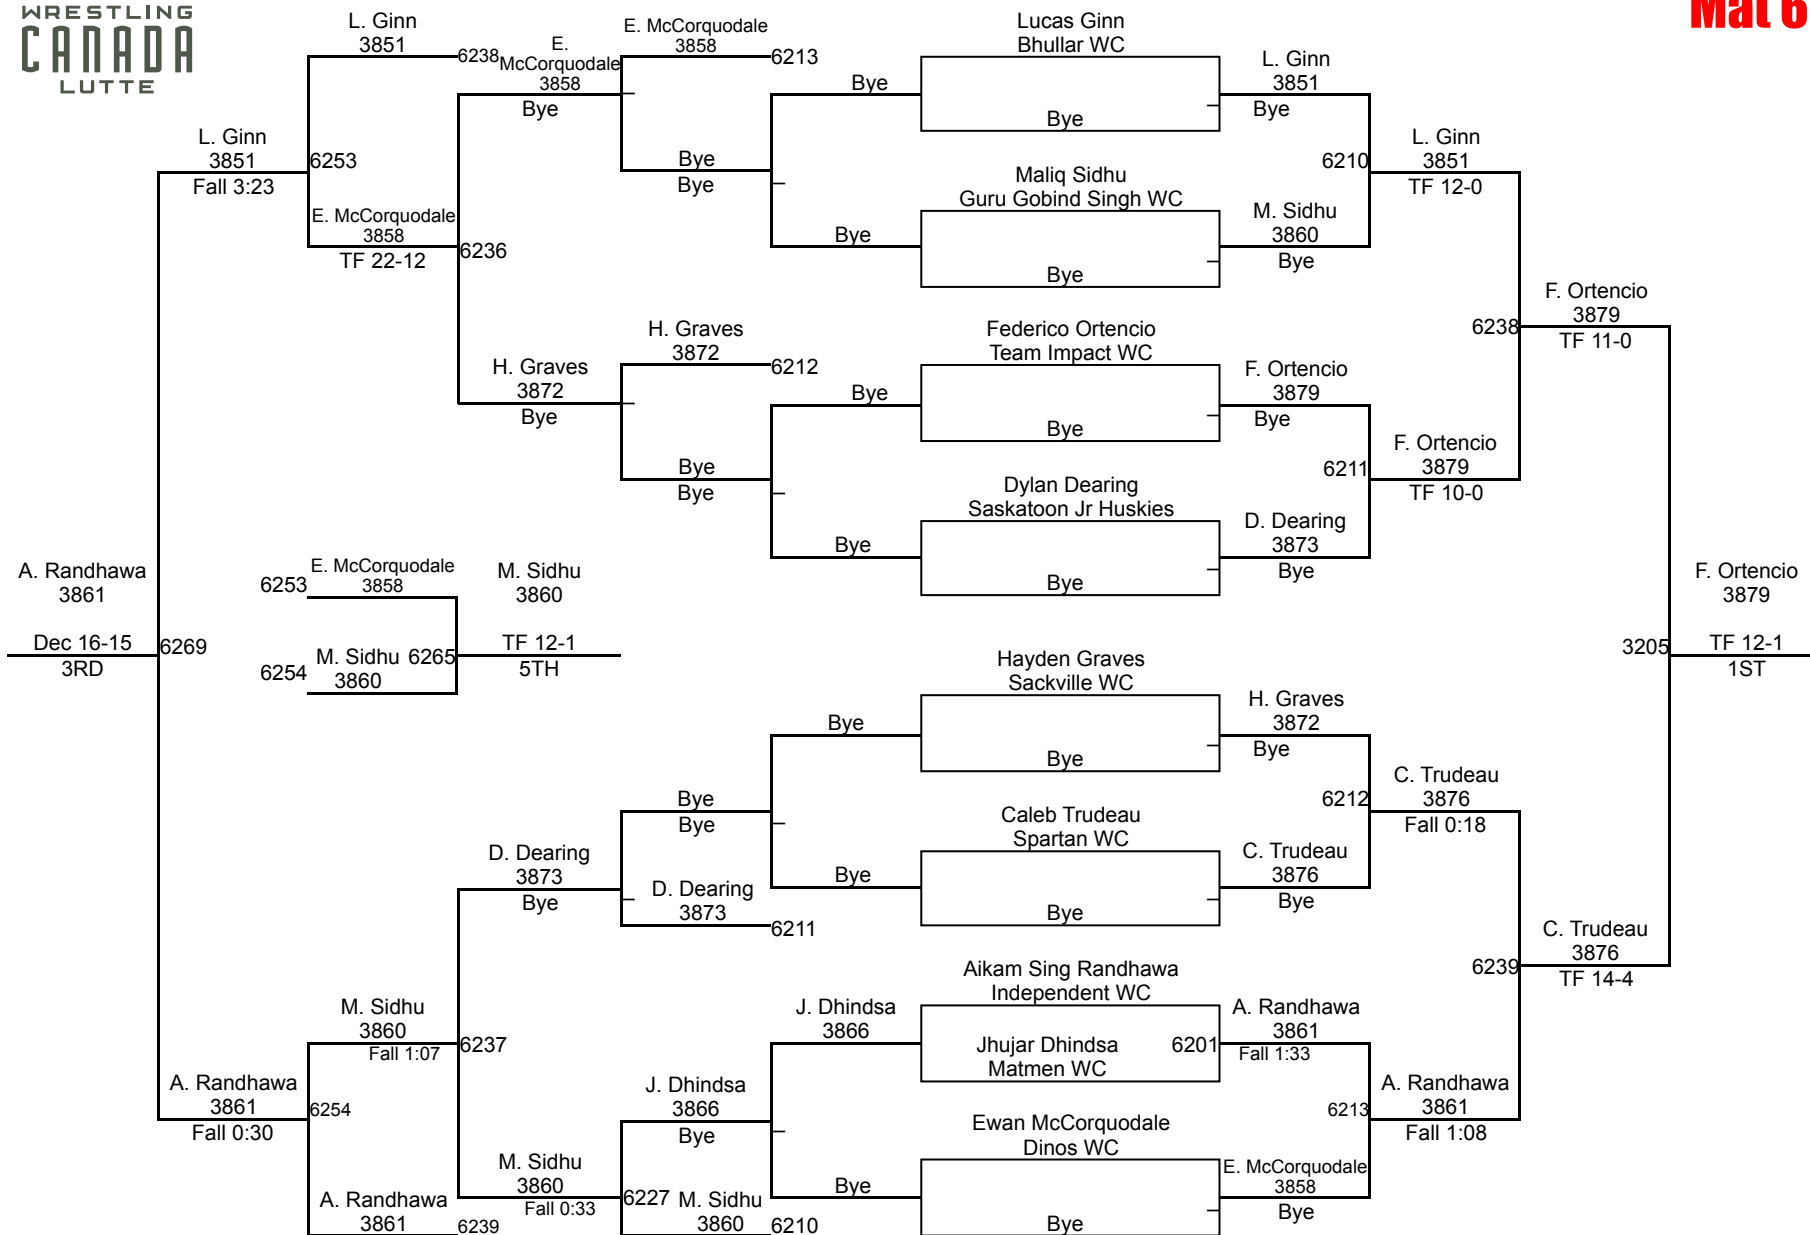 WRESTLING
CANADA
LUTTE
Mat 6
L. Ginn
3851
6238
E.
McCorquodale
3858
Bye
E. McCorquodale
3858
6213
Bye
Bye
Bye
Bye
L. Ginn
3851
Fall 3:23
6253
E. McCorquodale
3858
TF 22-12
6236
H. Graves
3872
Bye
H. Graves
3872
6212
Bye
Bye
Bye
Bye
Lucas Ginn
Bhullar WC
Bye
L. Ginn
3851
Bye
6210
L. Ginn
3851
TF 12-0
Maliq Sidhu
Guru Gobind Singh WC
Bye
M. Sidhu
3860
Bye
Federico Ortencio
Team Impact WC
Bye
F. Ortencio
3879
Bye
6211
F. Ortencio
3879
TF 10-0
Dylan Dearing
Saskatoon Jr Huskies
Bye
D. Dearing
3873
Bye
6238
F. Ortencio
3879
TF 11-0
A. Randhawa
3861
Dec 16-15
3RD
6269
6253
E. McCorquodale
3858
6254
M. Sidhu
3860
6265
M. Sidhu
3860
TF 12-1
5TH
3205
F. Ortencio
3879
TF 12-1
1ST
Hayden Graves
Sackville WC
Bye
H. Graves
3872
Bye
6212
C. Trudeau
3876
Fall 0:18
Caleb Trudeau
Spartan WC
Bye
C. Trudeau
3876
Bye
6239
C. Trudeau
3876
TF 14-4
Bye
Bye
Bye
Bye
D. Dearing
3873
Bye
D. Dearing
3873
6211
Aikam Sing Randhawa
Independent WC
Jhujar Dhindsa
Matmen WC
6201
A. Randhawa
3861
Fall 1:33
6213
A. Randhawa
3861
Fall 1:08
Ewan McCorquodale
Dinos WC
Bye
E. McCorquodale
3858
Bye
J. Dhindsa
3866
Bye
J. Dhindsa
3866
Bye
M. Sidhu
3860
Fall 1:07
6237
M. Sidhu
3860
Fall 0:33
6227
M. Sidhu
3860
6210
A. Randhawa
3861
Fall 0:30
6254
A. Randhawa
3861
6239